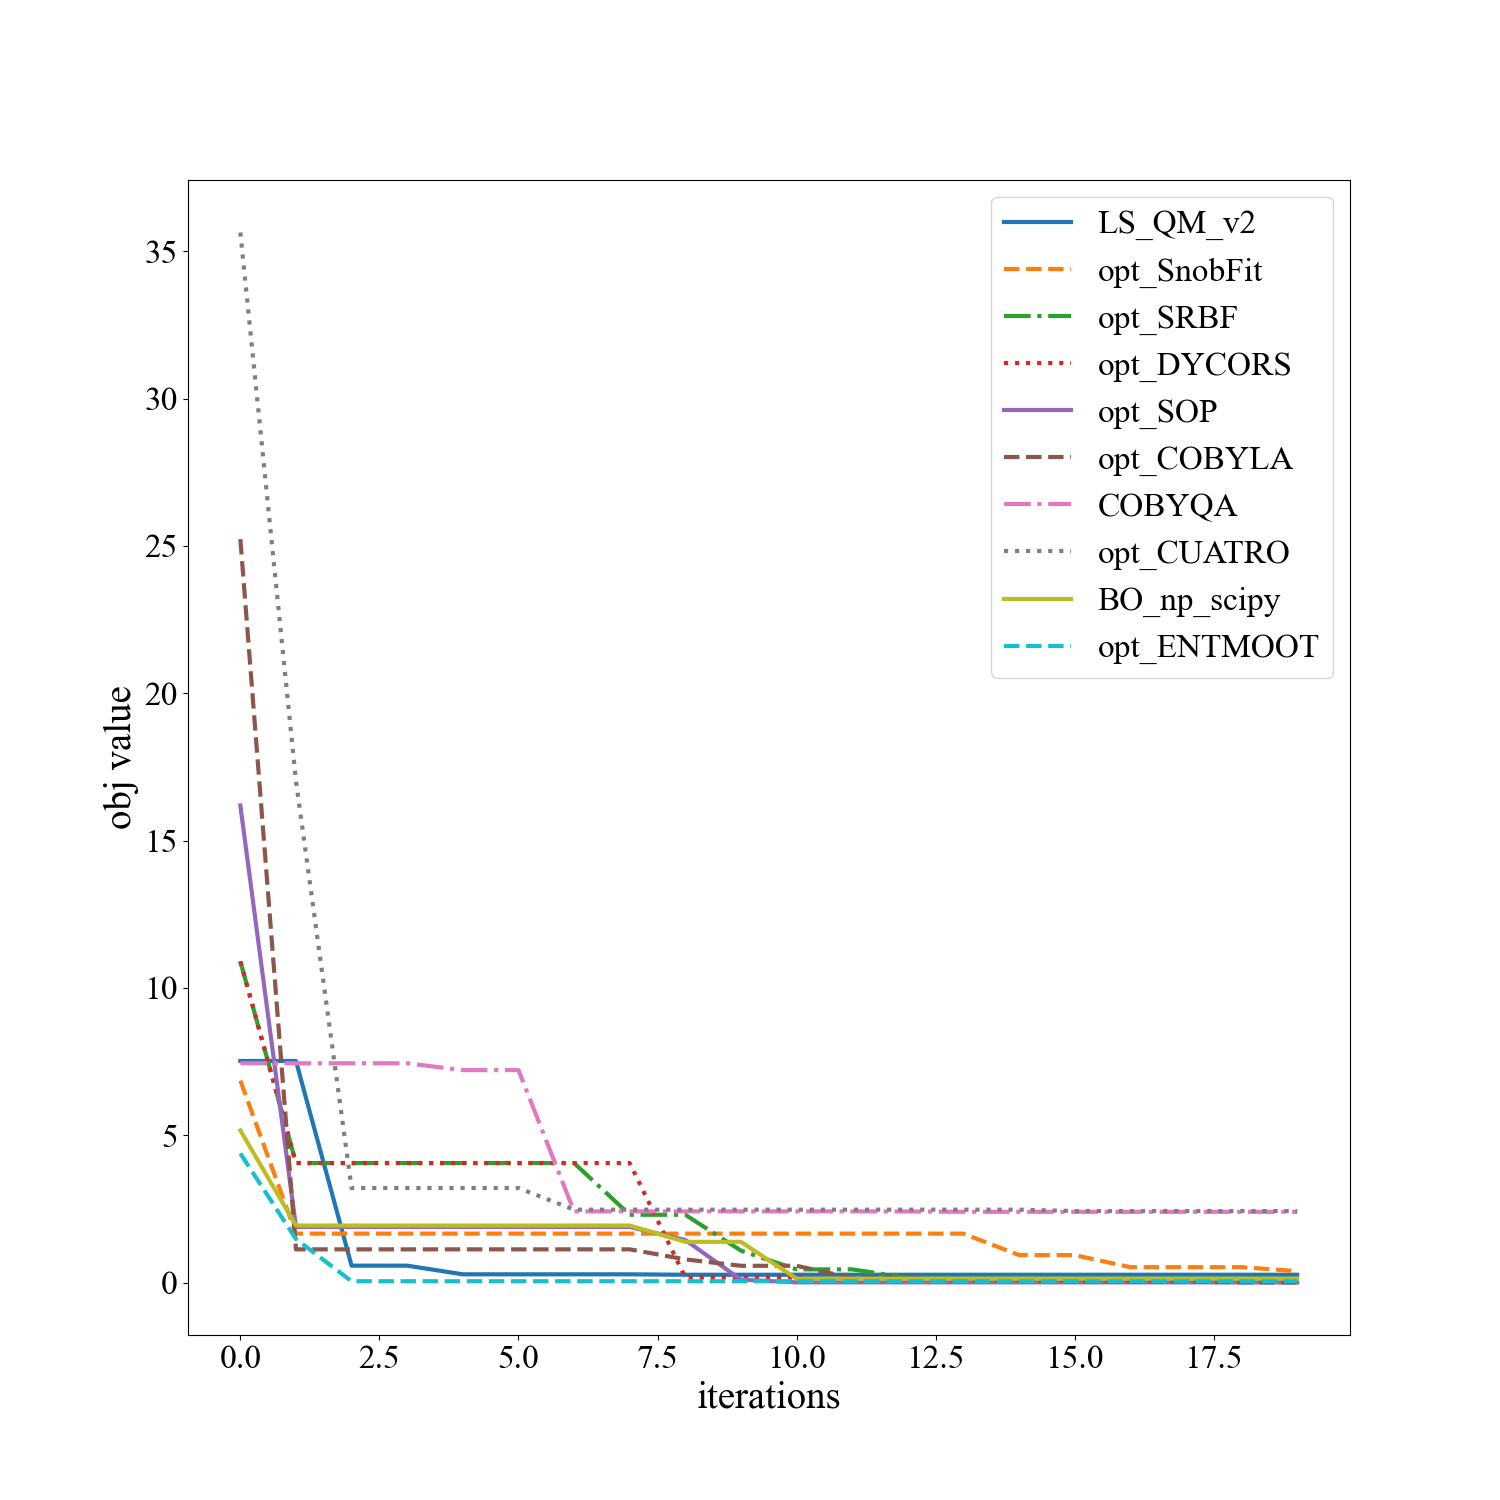 LS_QM_v2
opt_SnobFit
opt_SRBF
opt_DYCORS
opt_SOP
opt_COBYLA
COBYQA
opt_CUATRO
BO_np_scipy
opt_ENTMOOT
35
30
25
20
15
10
5
0
obj value
0.0 2.5 5.0 7.5 10.0 12.5 15.0 17.5
iterations